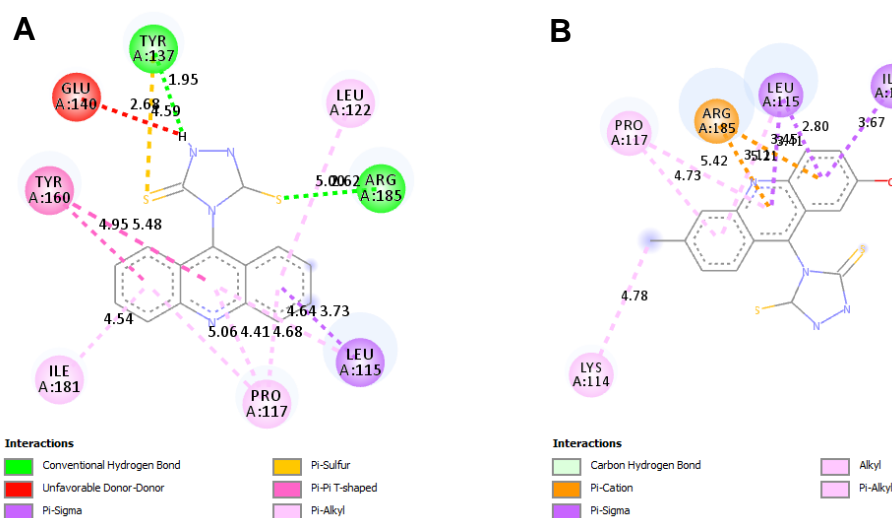 A
TYR
A:137
1.95
GLU
A:140
2.68
4.59
H
N
N
LEU
A:122
S
N
S
ARG
A:185
TYR
A:160
4.95 5.48
N
4.54
5.06 4.41 4.68
4.64 3.73
LEU
A:115
ILE
A:181
PRO
A:117
Interactions
Conventional Hydrogen Bond
Unfavorable Donor-Donor
Pi-Sigma
Pi-Sulfur
Pi-Pi T-shaped
Pi-Alkyl
B
LEU
A:115
PRO
A:117
ARG
A:185
2.80
3.67
5.42
4.73
N
O
S
N
S
N
N
4.78
LYS
A:114
Interactions
Carbon Hydrogen Bond
Pi-Cation
Pi-Sigma
Alkyl
Pi-Alkyl